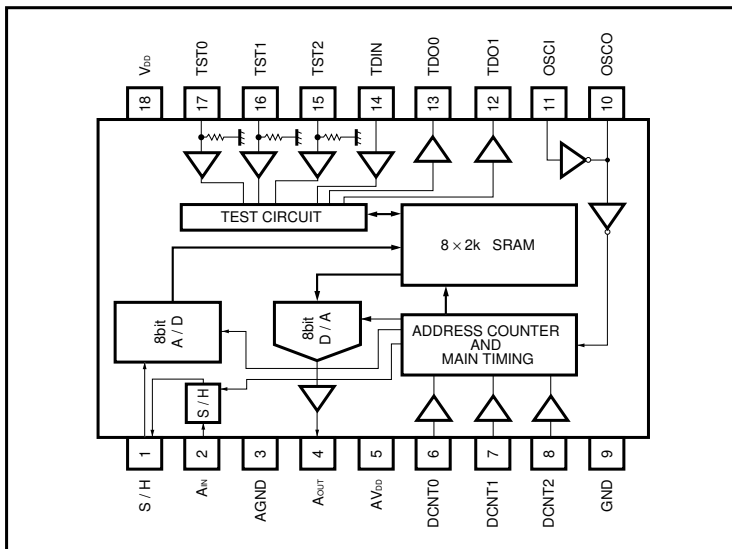 VDD
TST0
TST1
TST2
TDIN
TDO0
TDO1
OSCI
OSCO
18
17
16
15
14
13
12
11
10
TEST CIRCUIT
8 × 2k SRAM
8bit
A / D
8bit
D / A
ADDRESS COUNTER
AND
MAIN TIMING
S / H
1
2
3
4
5
6
7
8
9
S / H
AIN
AGND
AOUT
AVDD
DCNT0
DCNT1
DCNT2
GND